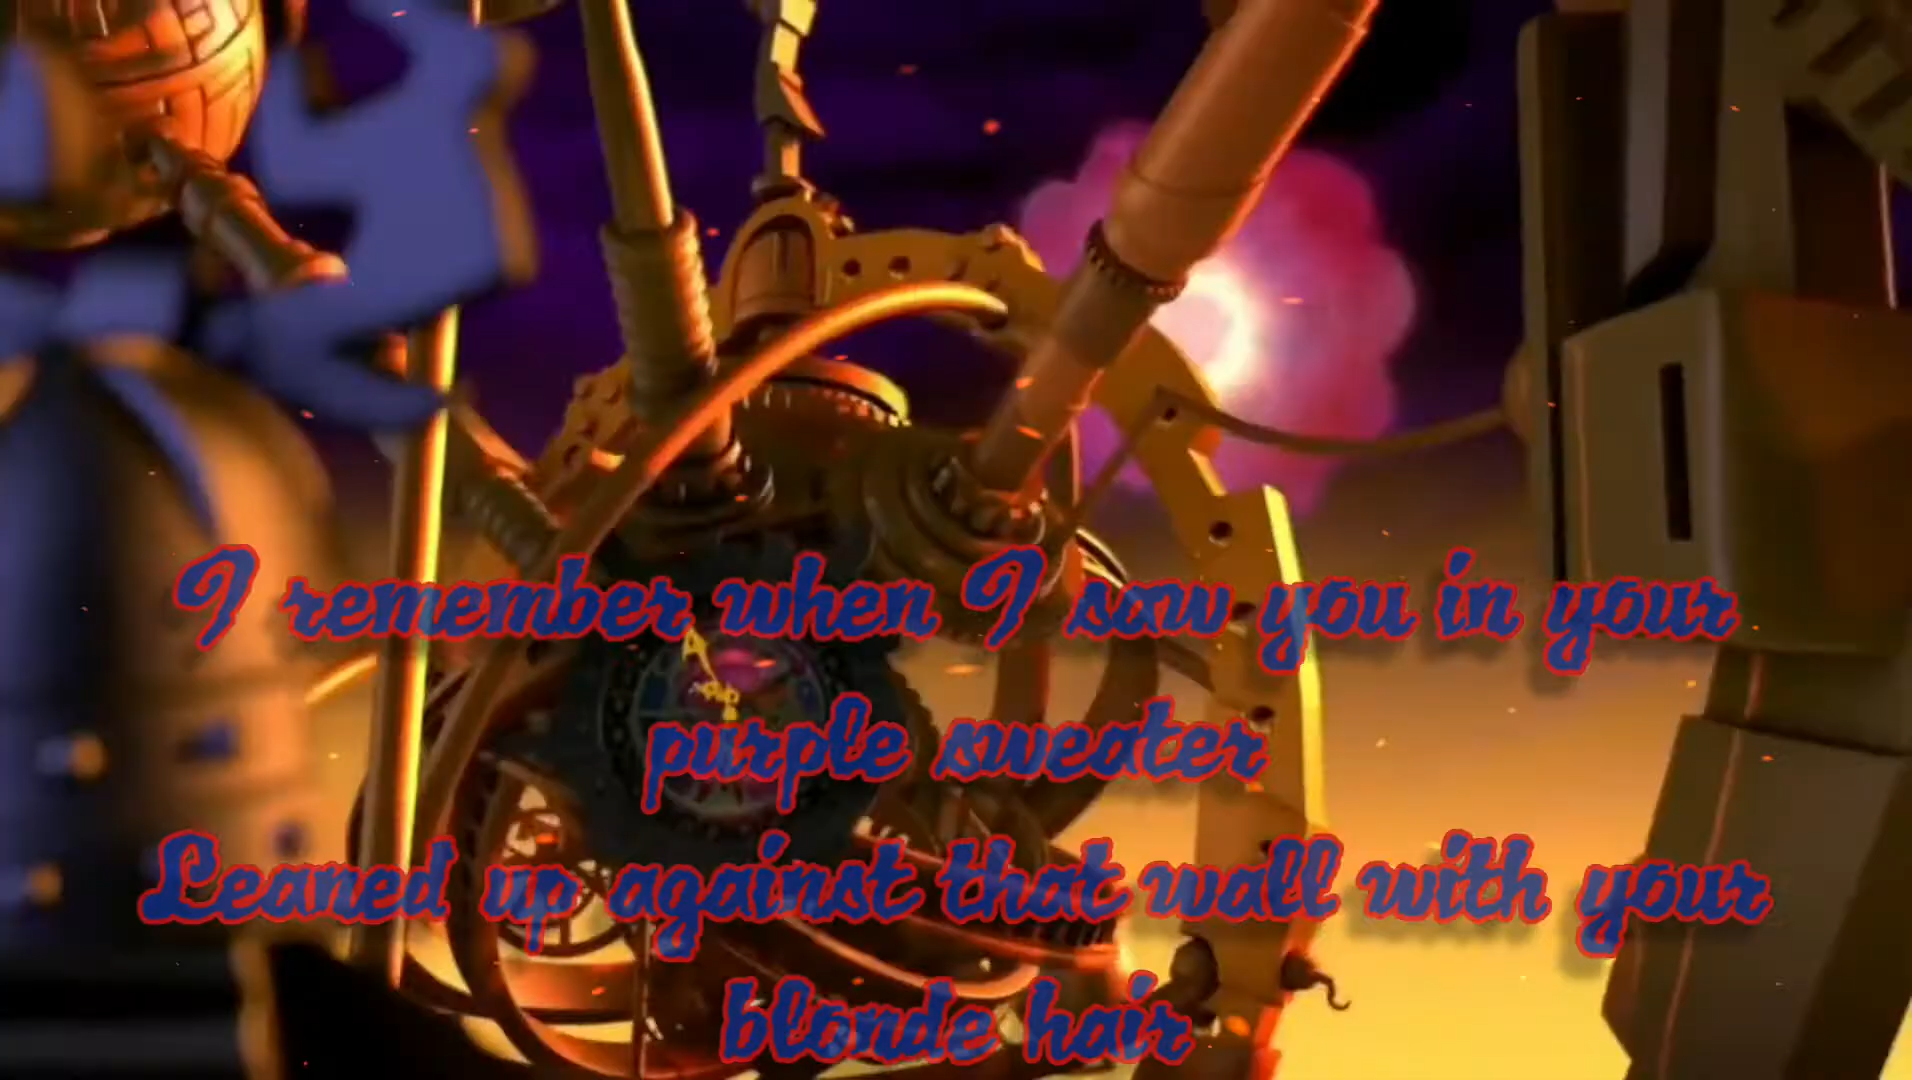 I remember when I saw you in your
purple sweater
Leaned up against that wall with your
blonde hair